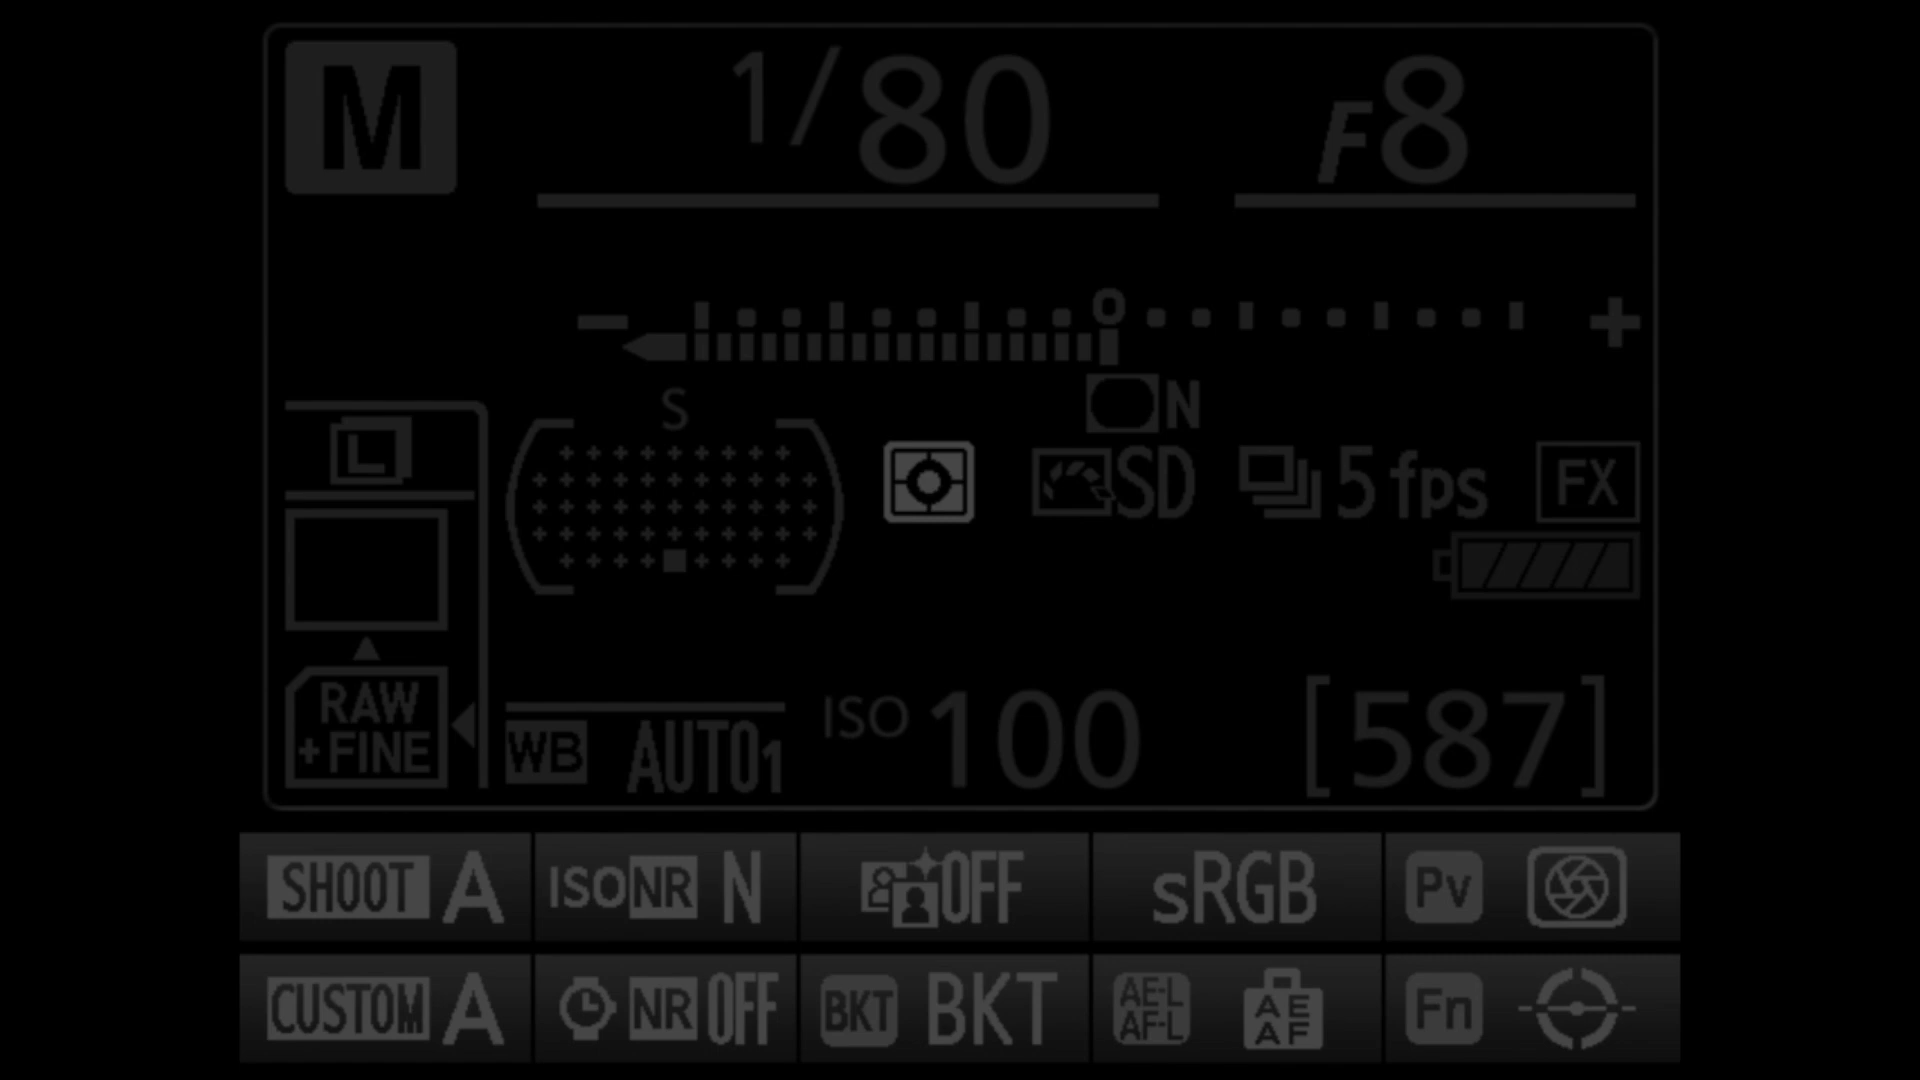 M 1/80 F8
- 0 +
S
N
L SD 5 fps FX
RAW
+FINE
WB AUTO1 ISO 100 [587]
SHOOT A ISO NR N OFF sRGB Pv
CUSTOM A NR OFF BKT BKT AE-L AF-L AE AF Fn